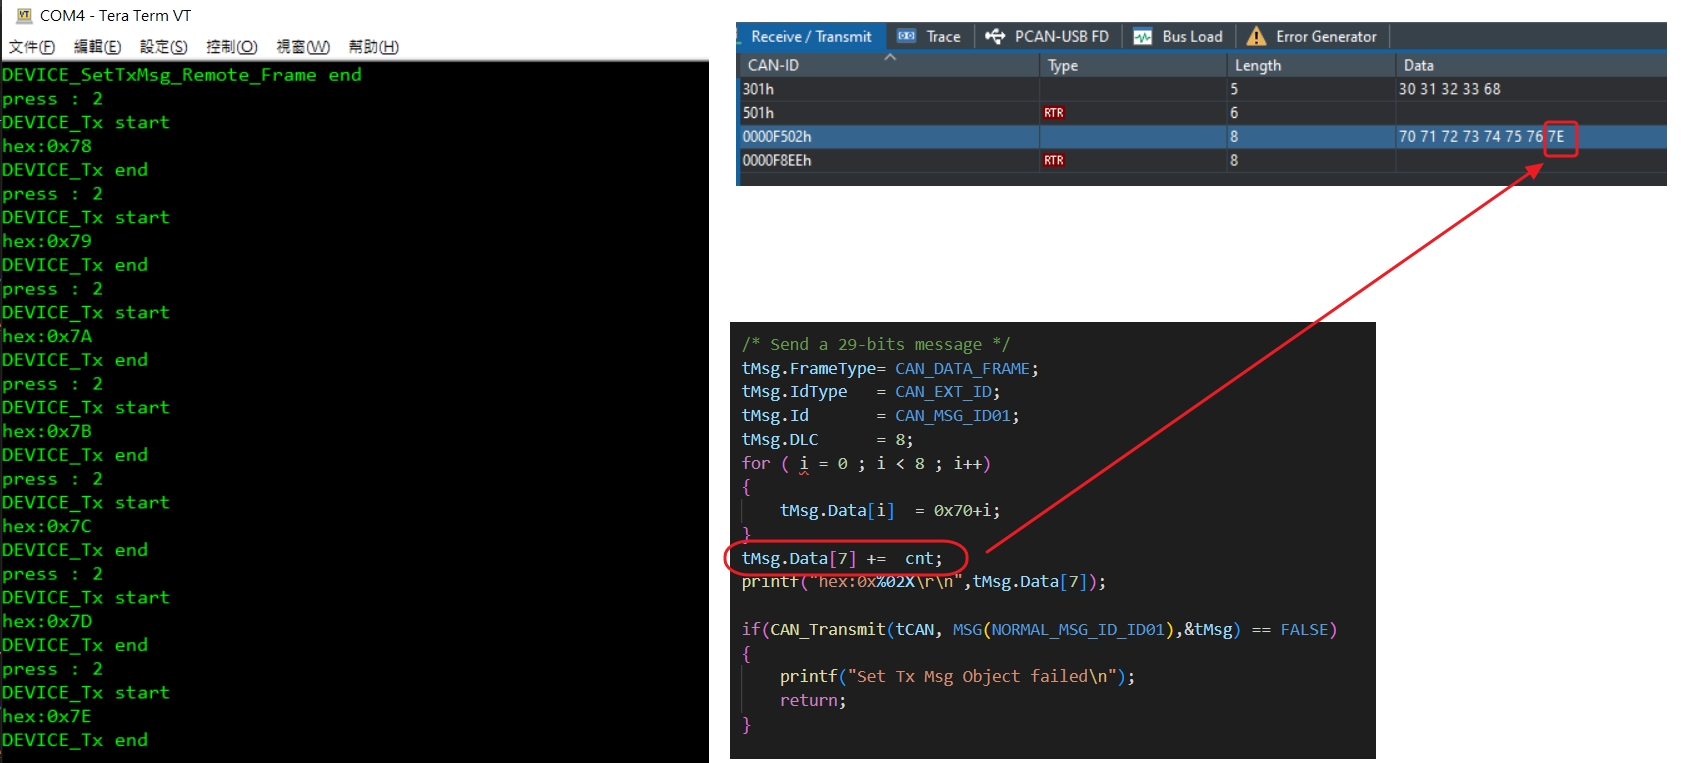 COM4 - Tera Term VT
文件(F) 編輯(E) 設定(S) 控制(O) 視窗(W) 幫助(H)
DEVICE_SetTxMsg_Remote_Frame end
press : 2
DEVICE_Tx start
hex:0x78
DEVICE_Tx end
press : 2
DEVICE_Tx start
hex:0x79
DEVICE_Tx end
press : 2
DEVICE_Tx start
hex:0x7A
DEVICE_Tx end
press : 2
DEVICE_Tx start
hex:0x7B
DEVICE_Tx end
press : 2
DEVICE_Tx start
hex:0x7C
DEVICE_Tx end
press : 2
DEVICE_Tx start
hex:0x7D
DEVICE_Tx end
press : 2
DEVICE_Tx start
hex:0x7E
DEVICE_Tx end
Receive / Transmit Trace PCAN-USB FD Bus Load Error Generator
CAN-ID Type Length Data
301h 5 30 31 32 33 68
501h RTR 6
0000F502h 8 70 71 72 73 74 75 76 7E
0000F8EEh RTR 8
/* Send a 29-bits message */
tMsg.FrameType= CAN_DATA_FRAME;
tMsg.IdType = CAN_EXT_ID;
tMsg.Id = CAN_MSG_ID01;
tMsg.DLC = 8;
for ( i = 0 ; i < 8 ; i++)
{
tMsg.Data[i] = 0x70+i;
}
tMsg.Data[7] += cnt;
printf("hex:0x%02X\r\n",tMsg.Data[7]);
if(CAN_Transmit(tCAN, MSG(NORMAL_MSG_ID_ID01),&tMsg) == FALSE)
{
printf("Set Tx Msg Object failed\n");
return;
}